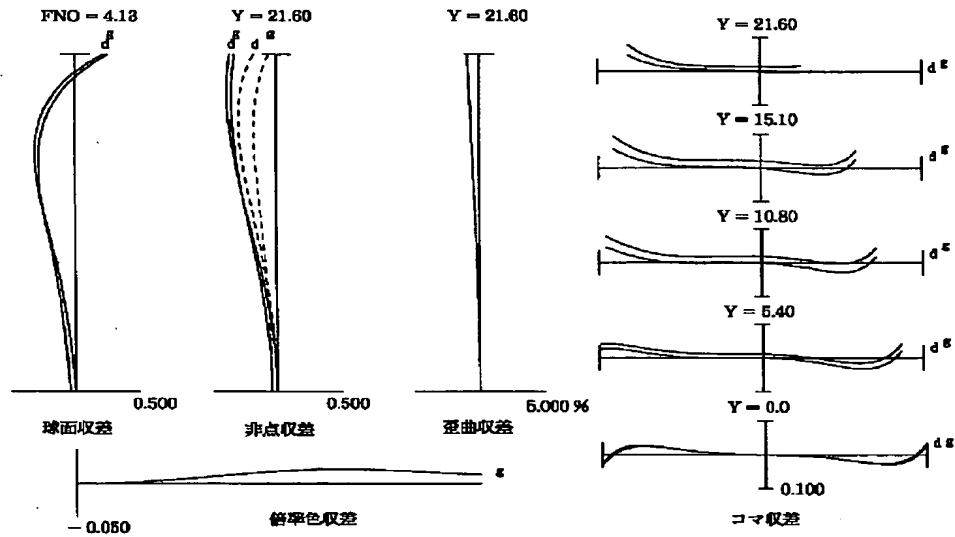 FNO = 4.13
Y = 21.60
Y = 21.60
d g
d g d g
0.500
0.500
5.000 %
球面収差
非点収差
歪曲収差
g
- 0.050
倍率色収差
Y = 21.60
d g
Y = 15.10
d g
Y = 10.80
d g
Y = 5.40
d g
Y = 0.0
d g
0.100
コマ収差